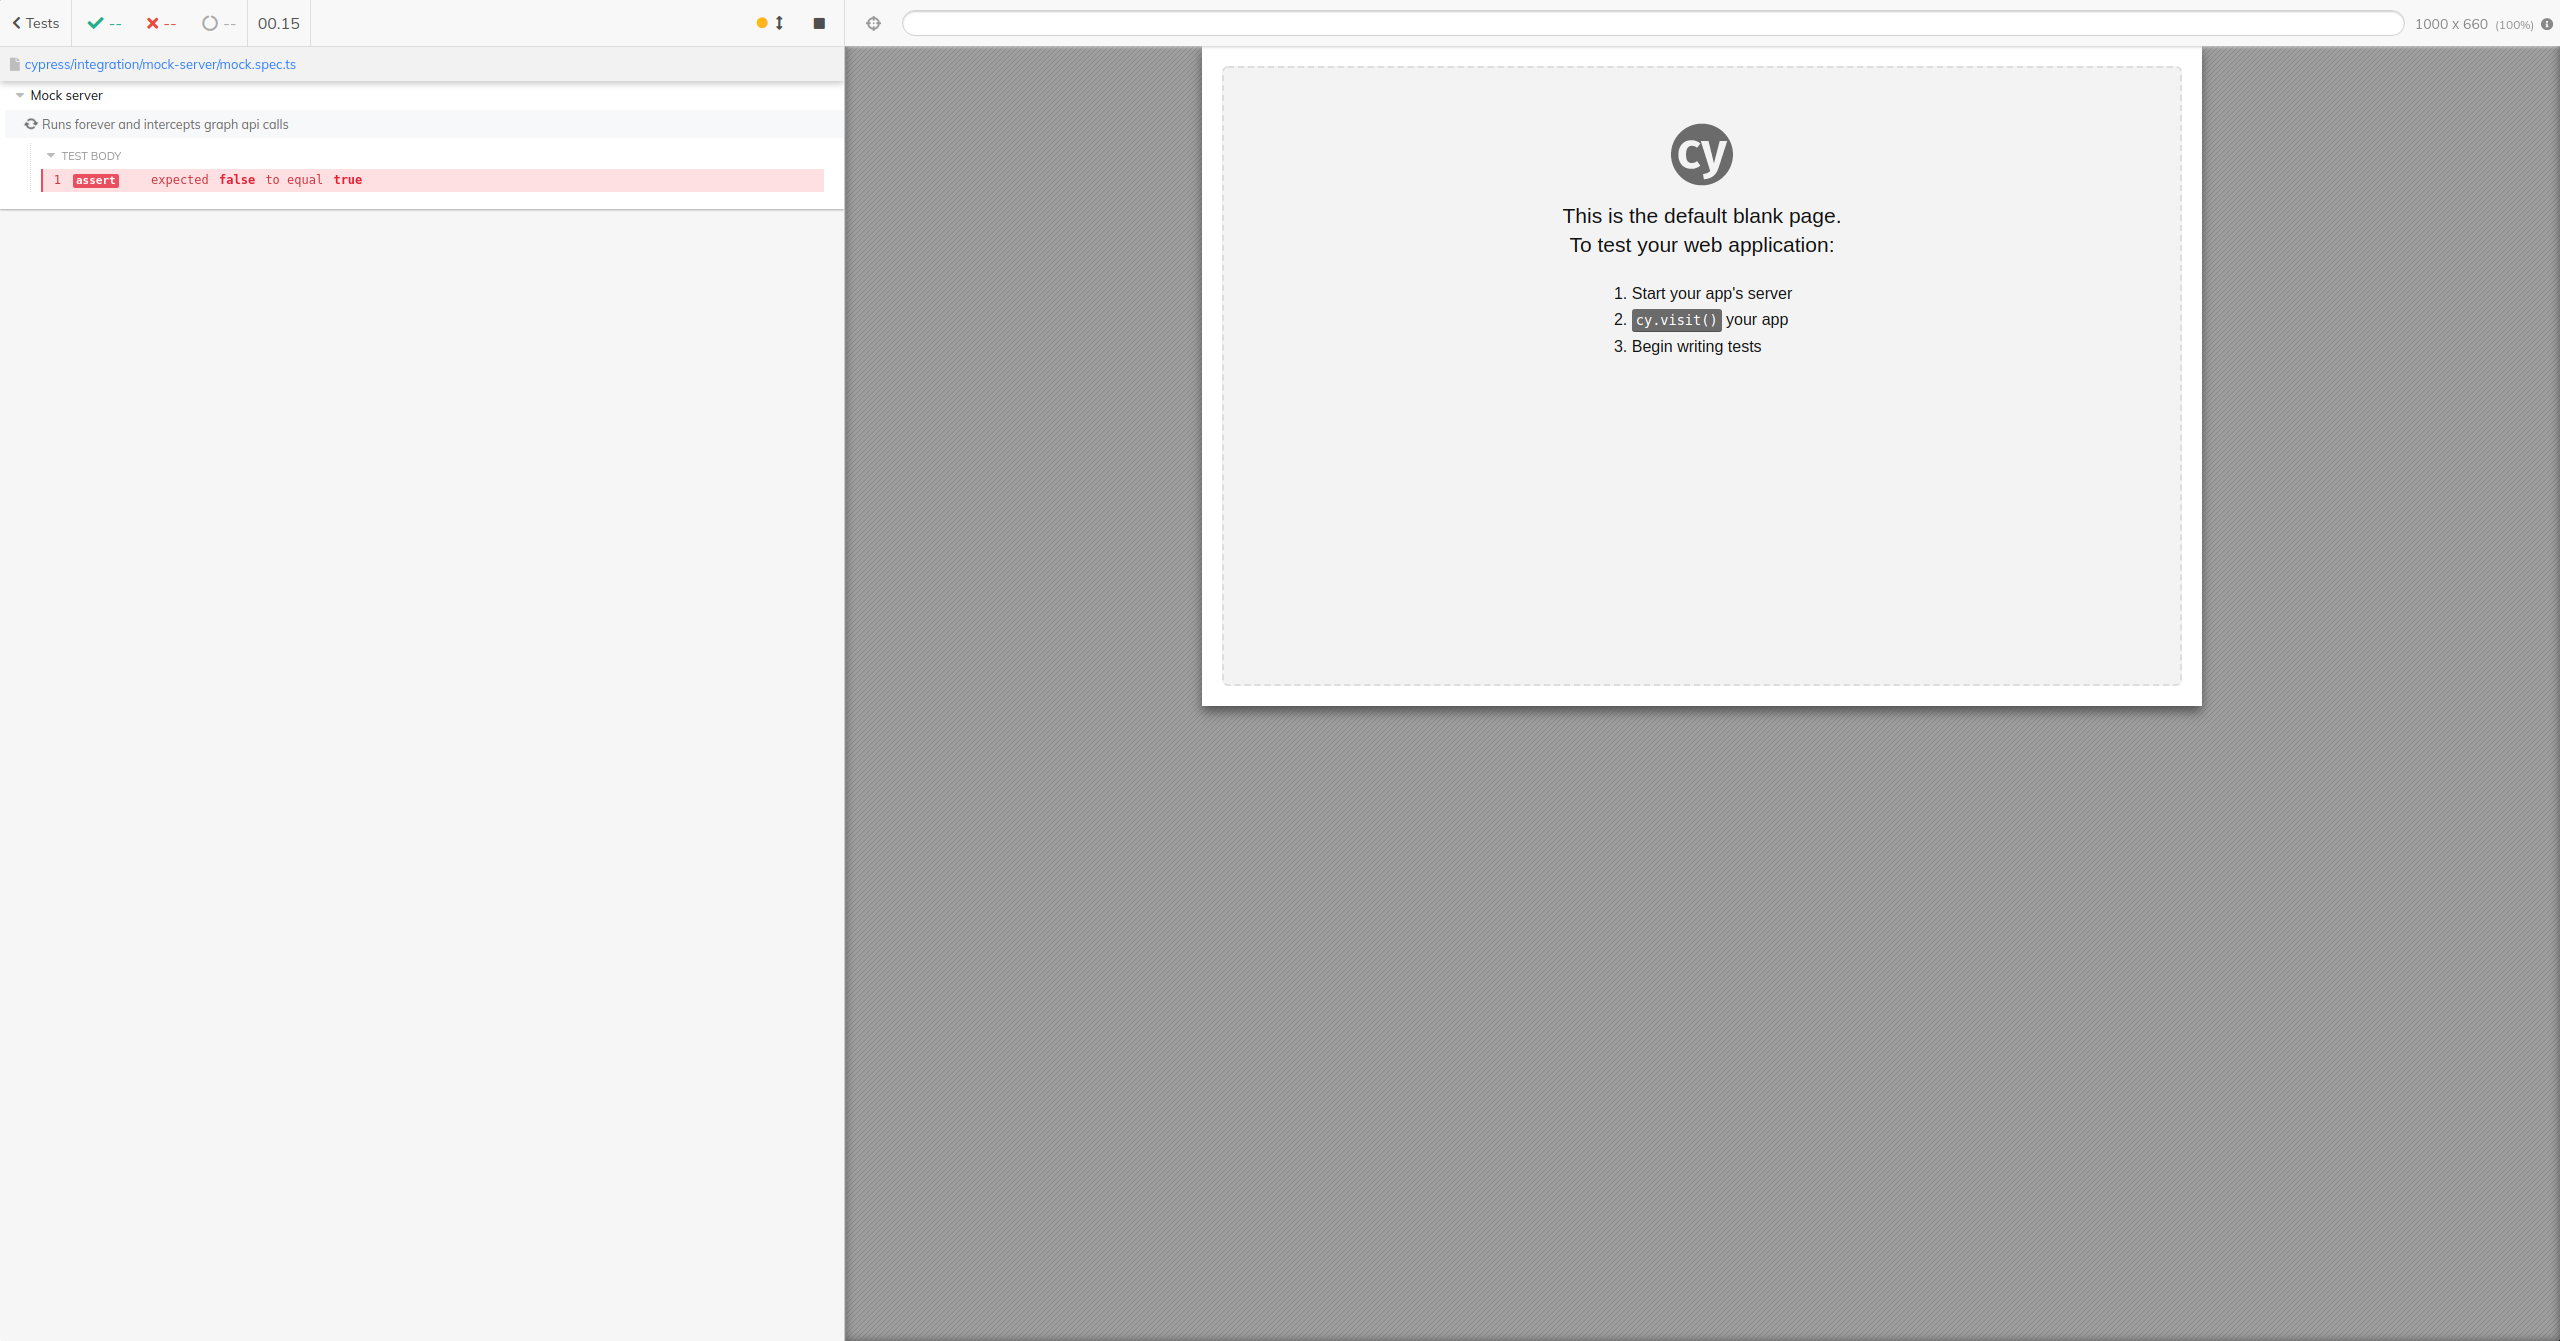 Tests
--
--
--
00.15
1000 x 660 (100%)
cypress/integration/mock-server/mock.spec.ts
Mock server
Runs forever and intercepts graph api calls
TEST BODY
1 assert expected false to equal true
cy
This is the default blank page.
To test your web application:
1. Start your app's server
2. cy.visit() your app
3. Begin writing tests